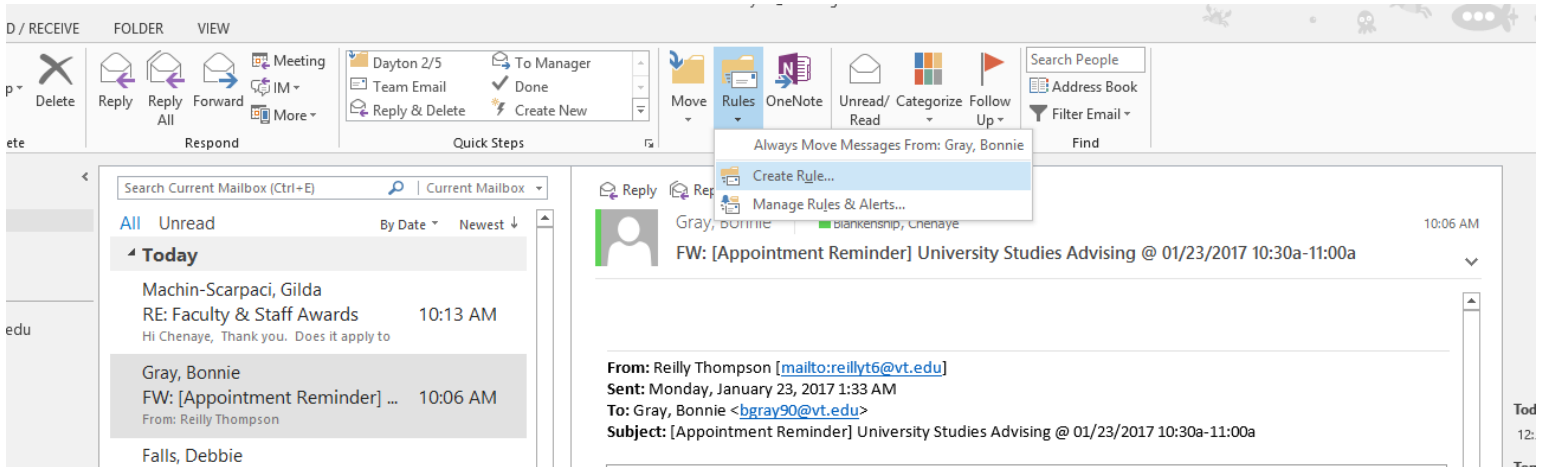 D / RECEIVE FOLDER VIEW
Delete
Reply
Reply All
Forward
Meeting
IM
More
Respond
Dayton 2/5 To Manager
Team Email Done
Reply & Delete Create New
Quick Steps
Move
Rules
OneNote
Unread/ Read
Categorize
Follow Up
Search People
Address Book
Filter Email
Find
Always Move Messages From: Gray, Bonnie
Create Rule...
Manage Rules & Alerts...
Search Current Mailbox (Ctrl+E) Current Mailbox
All Unread By Date Newest ↓
Today
Machin-Scarpaci, Gilda
RE: Faculty & Staff Awards 10:13 AM
Hi Chenaye, Thank you. Does it apply to
Gray, Bonnie
FW: [Appointment Reminder] ... 10:06 AM
From: Reilly Thompson
Falls, Debbie
edu
Reply
Gray, Bonnie Blankenship, Chenaye 10:06 AM
FW: [Appointment Reminder] University Studies Advising @ 01/23/2017 10:30a-11:00a
From: Reilly Thompson [mailto:reillyt6@vt.edu]
Sent: Monday, January 23, 2017 1:33 AM
To: Gray, Bonnie <bgray90@vt.edu>
Subject: [Appointment Reminder] University Studies Advising @ 01/23/2017 10:30a-11:00a
Tod
12: